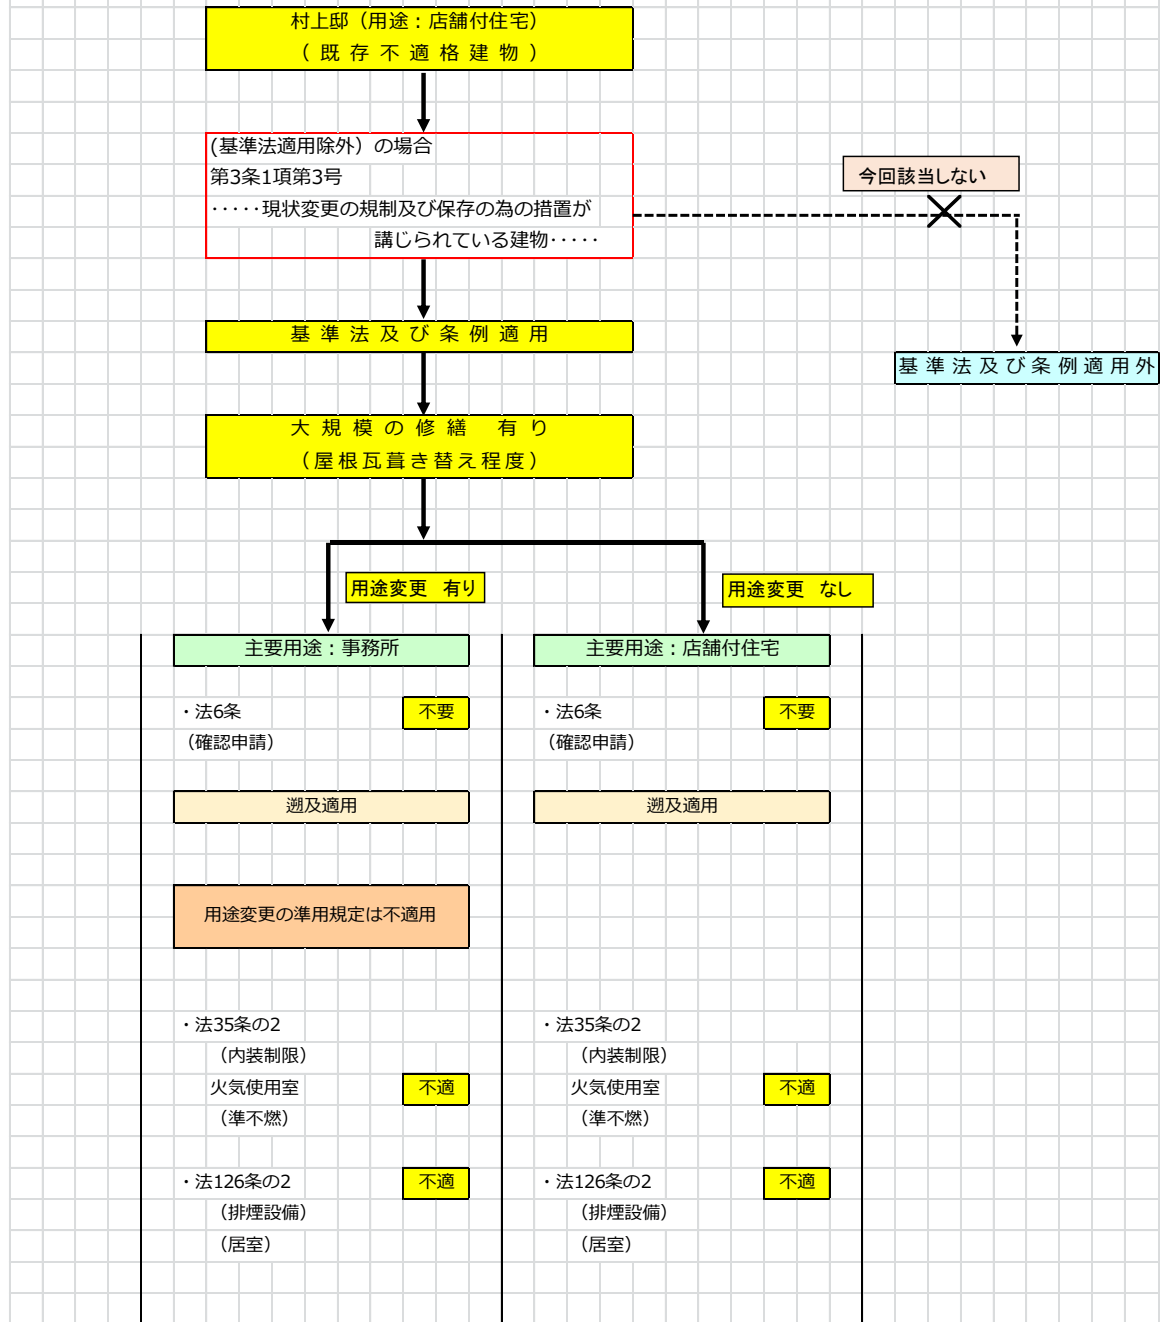 村上邸（用途：店舗付住宅）
（既存不適格建物）
(基準法適用除外）の場合
第3条1項第3号
･････現状変更の規制及び保存の為の措置が
講じられている建物･････
今回該当しない
基準法及び条例適用
基準法及び条例適用外
大規模の修繕　有り
（屋根瓦葺き替え程度）
用途変更　有り
用途変更　なし
主要用途：事務所
主要用途：店舗付住宅
・法6条
不要
（確認申請）
・法6条
不要
（確認申請）
遡及適用
遡及適用
用途変更の準用規定は不適用
・法35条の2
（内装制限）
火気使用室
不適
（準不燃）
・法35条の2
（内装制限）
火気使用室
不適
（準不燃）
・法126条の2
不適
（排煙設備）
（居室）
・法126条の2
不適
（排煙設備）
（居室）